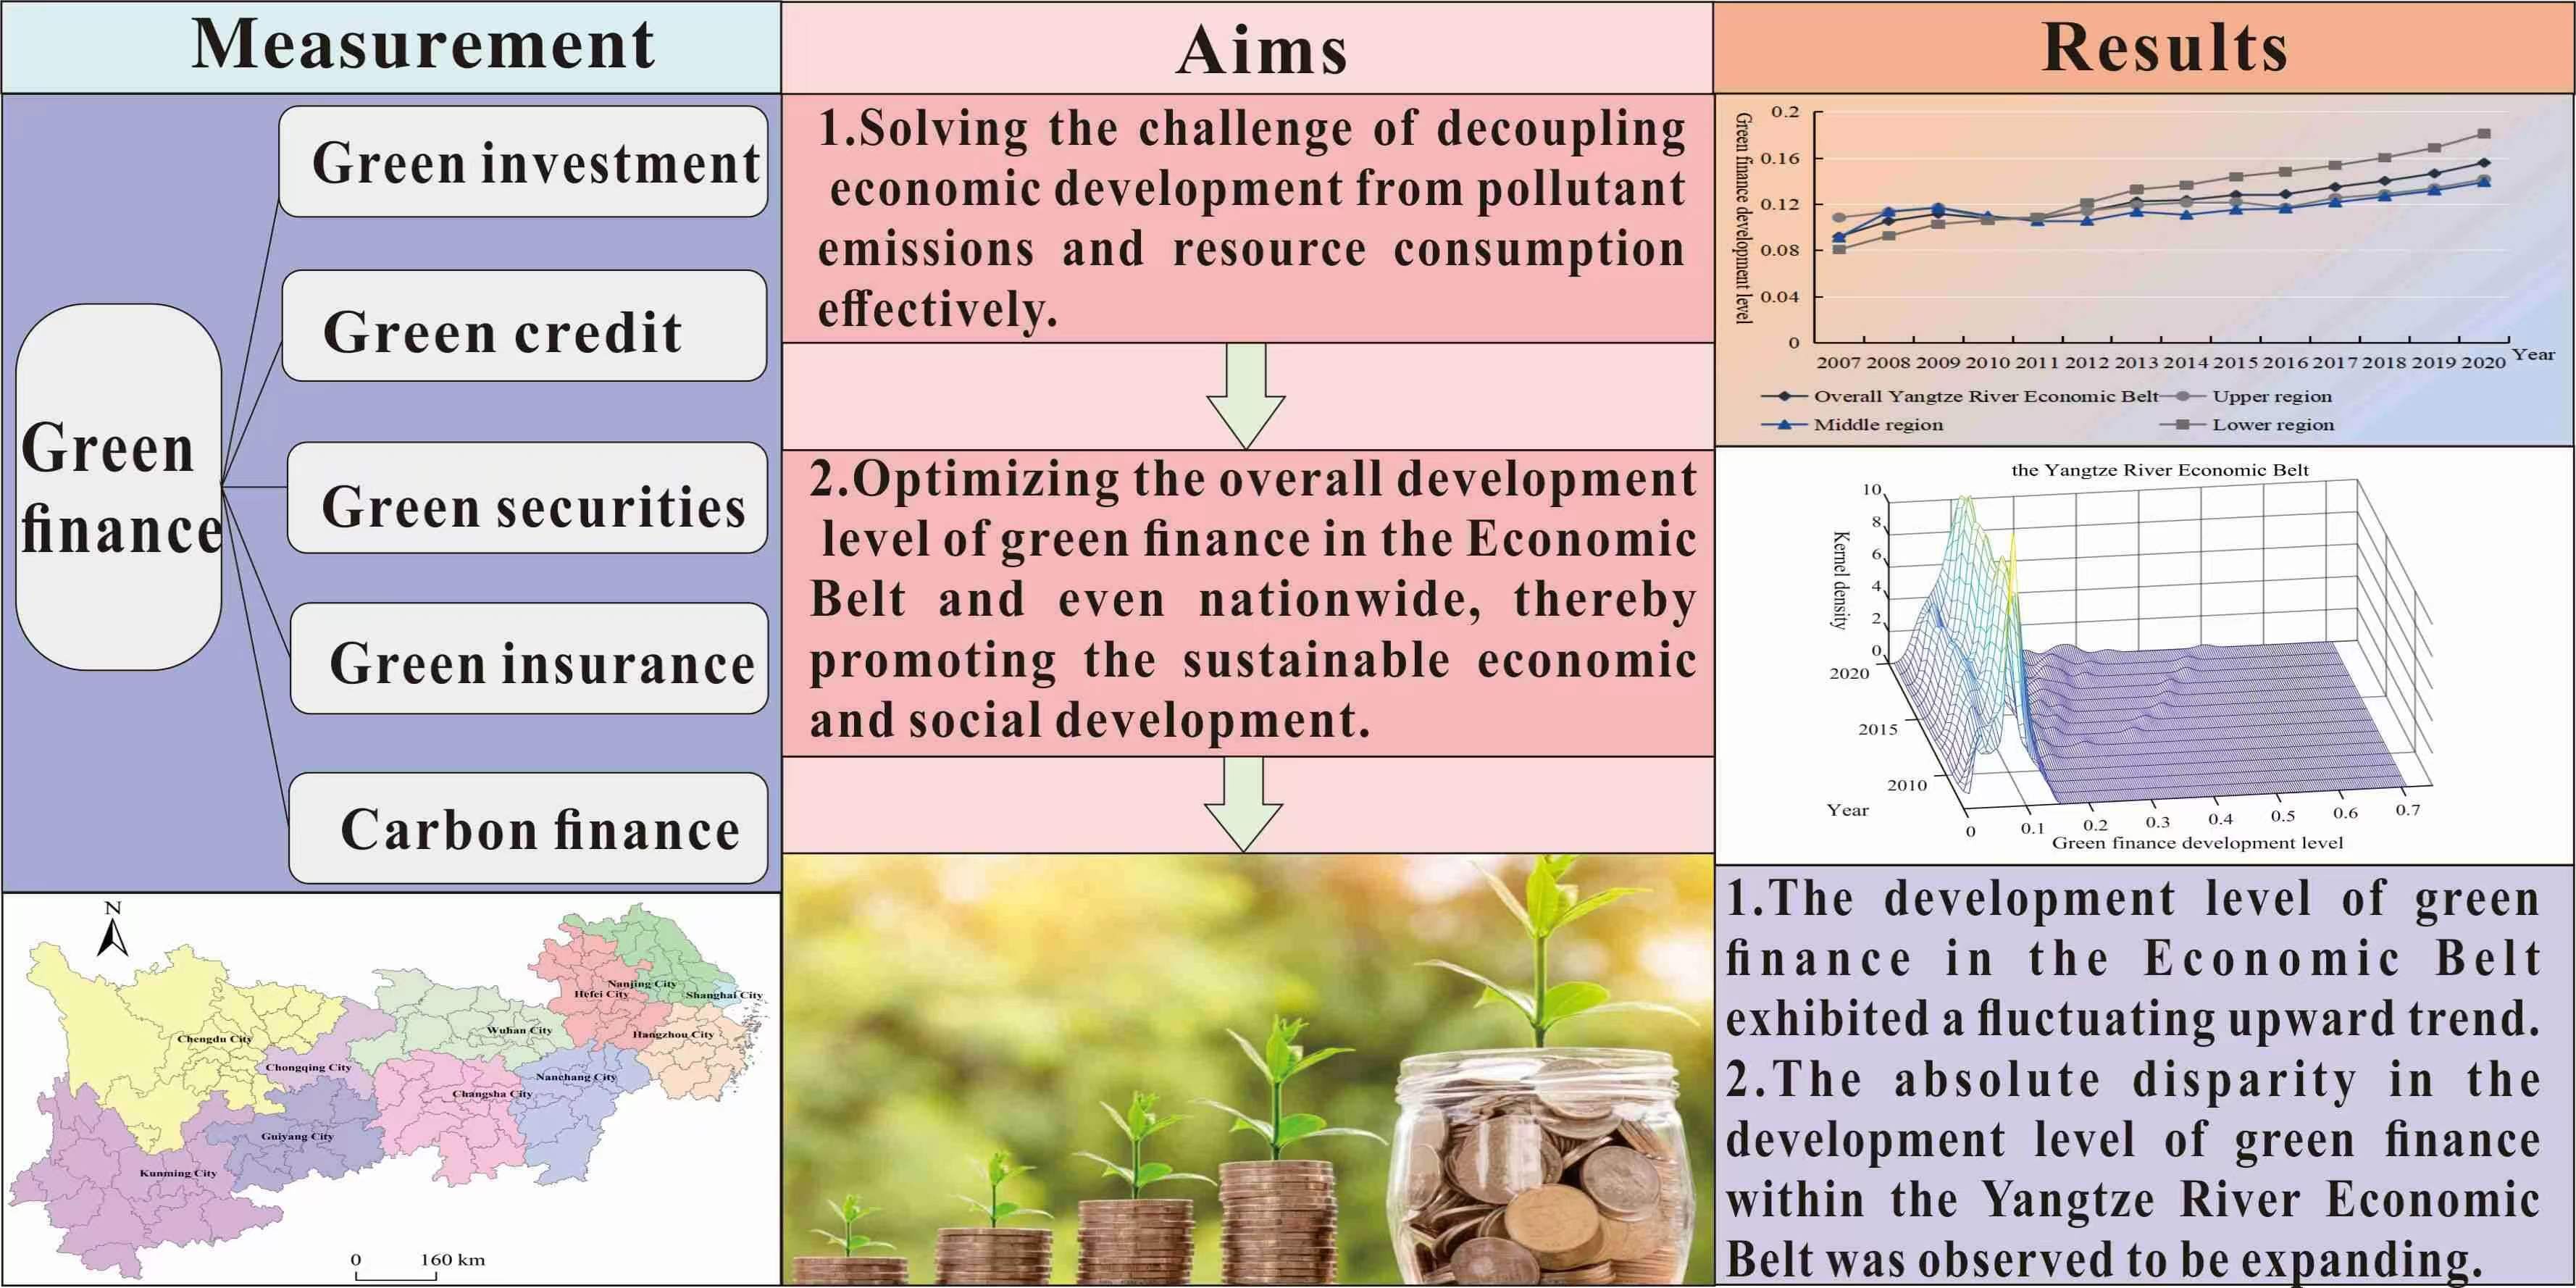 Measurement
Green
finance
Green investment
Green credit
Green securities
Green insurance
Carbon finance
N
Nanjing City
Hefei City
Shanghai City
Wuhan City
Hangzhou City
Chengdu City
Chongqing City
Nanchang City
Changsha City
Guiyang City
Kunming City
0 160 km
Aims
1.Solving the challenge of decoupling
economic development from pollutant
emissions and resource consumption
effectively.
2.Optimizing the overall development
level of green finance in the Economic
Belt and even nationwide, thereby
promoting the sustainable economic
and social development.
Results
Green finance development level
0.2
0.16
0.12
0.08
0.04
0
2007 2008 2009 2010 2011 2012 2013 2014 2015 2016 2017 2018 2019 2020
Year
Overall Yangtze River Economic Belt
Upper region
Middle region
Lower region
the Yangtze River Economic Belt
Kernel density
10
8
6
4
2
0
2020
2015
2010
Year
0 0.1 0.2 0.3 0.4 0.5 0.6 0.7
Green finance development level
1.The development level of green
finance in the Economic Belt
exhibited a fluctuating upward trend.
2.The absolute disparity in the
development level of green finance
within the Yangtze River Economic
Belt was observed to be expanding.